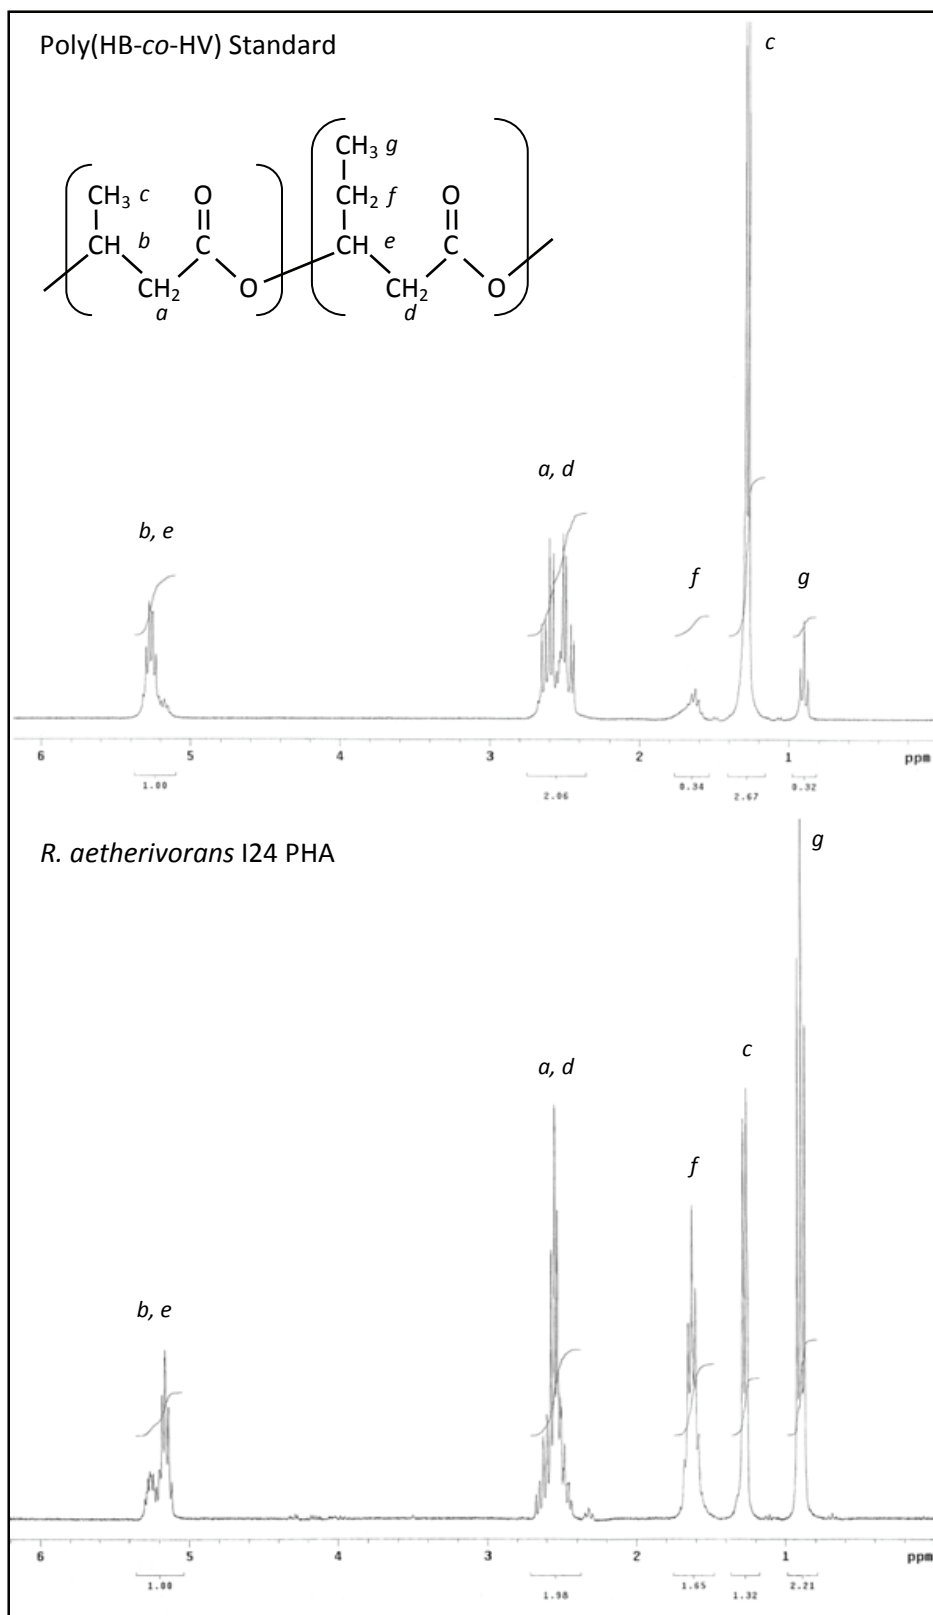 Poly(HB-co-HV) Standard
c
CH₃ g
CH₃ c O CH₂ f O
CH b C CH e C
CH₂ O CH₂ O
a d
a, d
b, e
f
g
6 5 4 3 2 1 ppm
1.00 2.06 0.34 2.67 0.32
R. aetherivorans I24 PHA
g
c
a, d
f
b, e
6 5 4 3 2 1 ppm
1.00 1.98 1.65 1.32 2.21